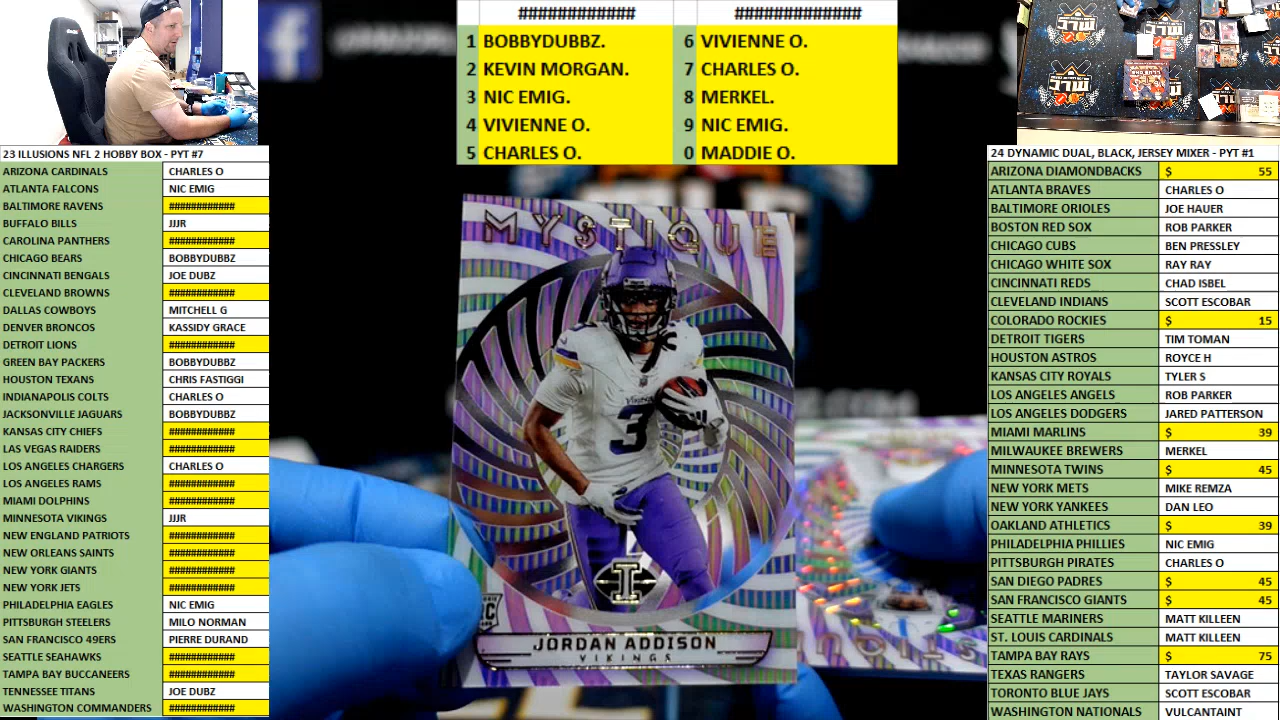 ############ ############
1 BOBBYDUBBZ. 6 VIVIENNE O.
2 KEVIN MORGAN. 7 CHARLES O.
3 NIC EMIG. 8 MERKEL.
4 VIVIENNE O. 9 NIC EMIG.
5 CHARLES O. 0 MADDIE O.
23 ILLUSIONS NFL 2 HOBBY BOX - PYT #7
ARIZONA CARDINALS CHARLES O
ATLANTA FALCONS NIC EMIG
BALTIMORE RAVENS ############
BUFFALO BILLS JJJR
CAROLINA PANTHERS ############
CHICAGO BEARS BOBBYDUBBZ
CINCINNATI BENGALS JOE DUBZ
CLEVELAND BROWNS ############
DALLAS COWBOYS MITCHELL G
DENVER BRONCOS KASSIDY GRACE
DETROIT LIONS ############
GREEN BAY PACKERS BOBBYDUBBZ
HOUSTON TEXANS CHRIS FASTIGGI
INDIANAPOLIS COLTS CHARLES O
JACKSONVILLE JAGUARS BOBBYDUBBZ
KANSAS CITY CHIEFS ############
LAS VEGAS RAIDERS ############
LOS ANGELES CHARGERS CHARLES O
LOS ANGELES RAMS ############
MIAMI DOLPHINS ############
MINNESOTA VIKINGS JJJR
NEW ENGLAND PATRIOTS ############
NEW ORLEANS SAINTS ############
NEW YORK GIANTS ############
NEW YORK JETS ############
PHILADELPHIA EAGLES NIC EMIG
PITTSBURGH STEELERS MILO NORMAN
SAN FRANCISCO 49ERS PIERRE DURAND
SEATTLE SEAHAWKS ############
TAMPA BAY BUCCANEERS ############
TENNESSEE TITANS JOE DUBZ
WASHINGTON COMMANDERS ############
MYSTIQUE
VIKINGS
3
I
RC
JORDAN ADDISON
VIKINGS
24 DYNAMIC DUAL, BLACK, JERSEY MIXER - PYT #1
ARIZONA DIAMONDBACKS $ 55
ATLANTA BRAVES CHARLES O
BALTIMORE ORIOLES JOE HAUER
BOSTON RED SOX ROB PARKER
CHICAGO CUBS BEN PRESSLEY
CHICAGO WHITE SOX RAY RAY
CINCINNATI REDS CHAD ISBEL
CLEVELAND INDIANS SCOTT ESCOBAR
COLORADO ROCKIES $ 15
DETROIT TIGERS TIM TOMAN
HOUSTON ASTROS ROYCE H
KANSAS CITY ROYALS TYLER S
LOS ANGELES ANGELS ROB PARKER
LOS ANGELES DODGERS JARED PATTERSON
MIAMI MARLINS $ 39
MILWAUKEE BREWERS MERKEL
MINNESOTA TWINS $ 45
NEW YORK METS MIKE REMZA
NEW YORK YANKEES DAN LEO
OAKLAND ATHLETICS $ 39
PHILADELPHIA PHILLIES NIC EMIG
PITTSBURGH PIRATES CHARLES O
SAN DIEGO PADRES $ 45
SAN FRANCISCO GIANTS $ 45
SEATTLE MARINERS MATT KILLEEN
ST. LOUIS CARDINALS MATT KILLEEN
TAMPA BAY RAYS $ 75
TEXAS RANGERS TAYLOR SAVAGE
TORONTO BLUE JAYS SCOTT ESCOBAR
WASHINGTON NATIONALS VULCANTAINT